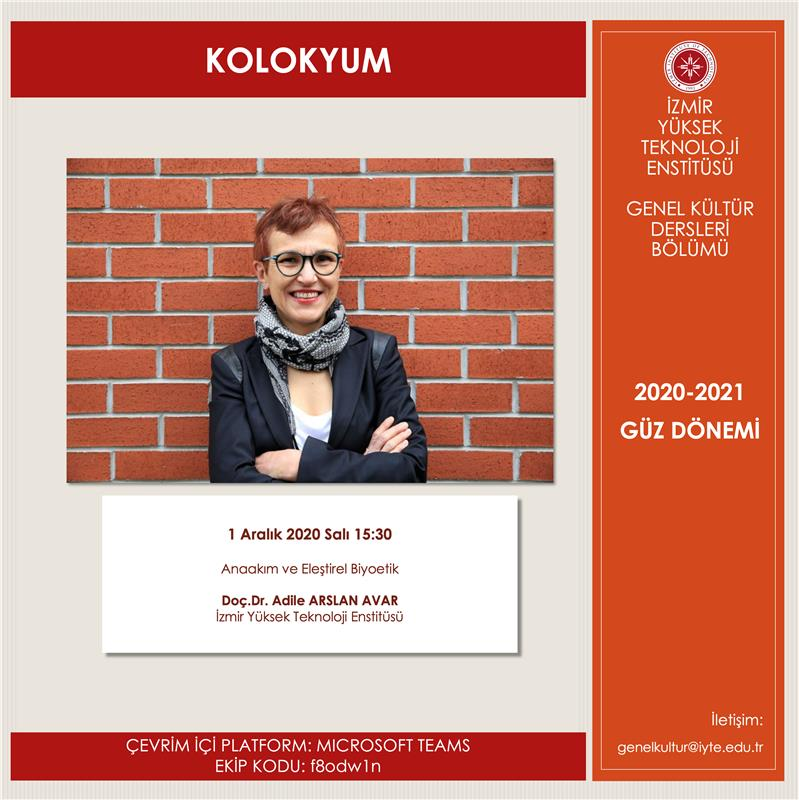 KOLOKYUM
1 Aralık 2020 Salı 15:30
Anaakım ve Eleştirel Biyoetik
Doç.Dr. Adile ARSLAN AVAR
İzmir Yüksek Teknoloji Enstitüsü
ÇEVRİM İÇİ PLATFORM: MICROSOFT TEAMS
EKİP KODU: f8odw1n
İZMİR
YÜKSEK
TEKNOLOJİ
ENSTİTÜSÜ
GENEL KÜLTÜR
DERSLERİ
BÖLÜMÜ
2020-2021
GÜZ DÖNEMİ
İletişim:
genelkultur@iyte.edu.tr